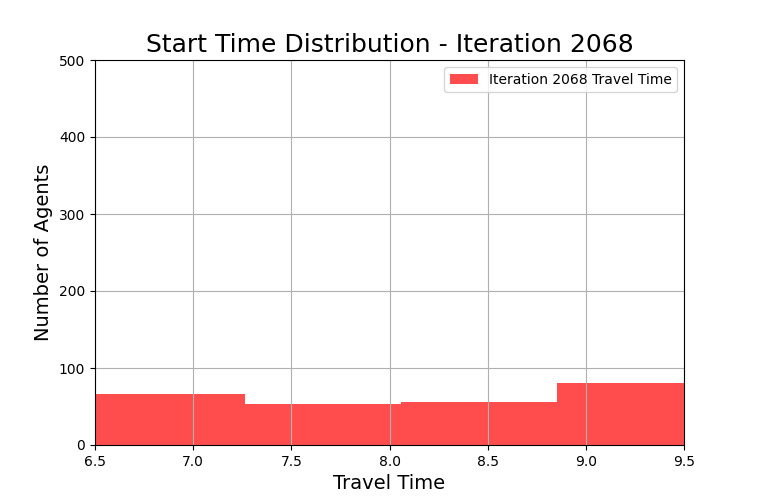 Start Time Distribution - Iteration 2068
Iteration 2068 Travel Time
Number of Agents
500
400
300
200
100
0
6.5 7.0 7.5 8.0 8.5 9.0 9.5
Travel Time